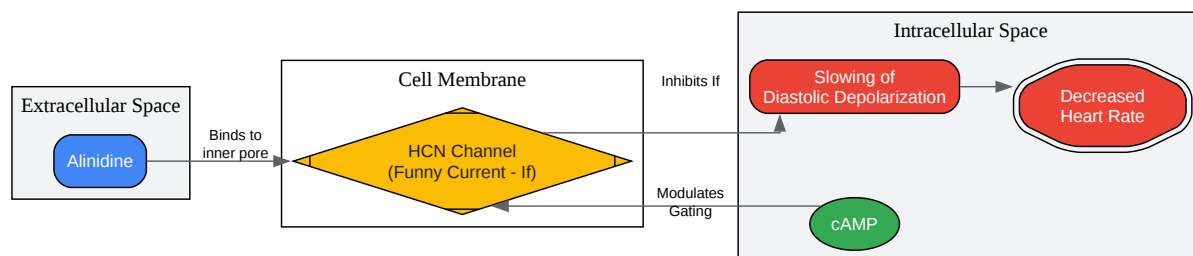 Extracellular Space
Alinidine
Binds to
inner pore
Cell Membrane
HCN Channel
(Funny Current - If)
Inhibits If
Modulates
Gating
Intracellular Space
Slowing of
Diastolic Depolarization
Decreased
Heart Rate
cAMP